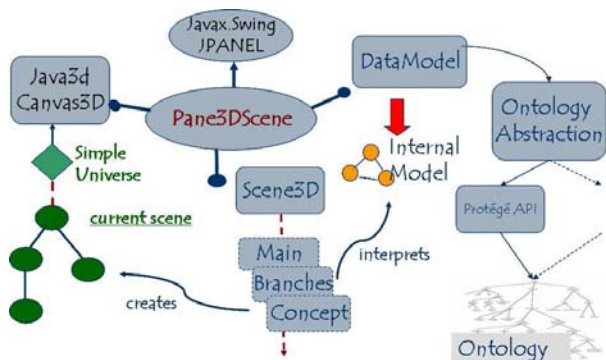 Javax.Swing
JPANEL
Java3d
Canvas3D
DataModel
Pane3DScene
Ontology
Abstraction
Simple
Universe
Internal
Model
Scene3D
Protégé API
current scene
Main
Branches
Concept
interprets
creates
Ontology